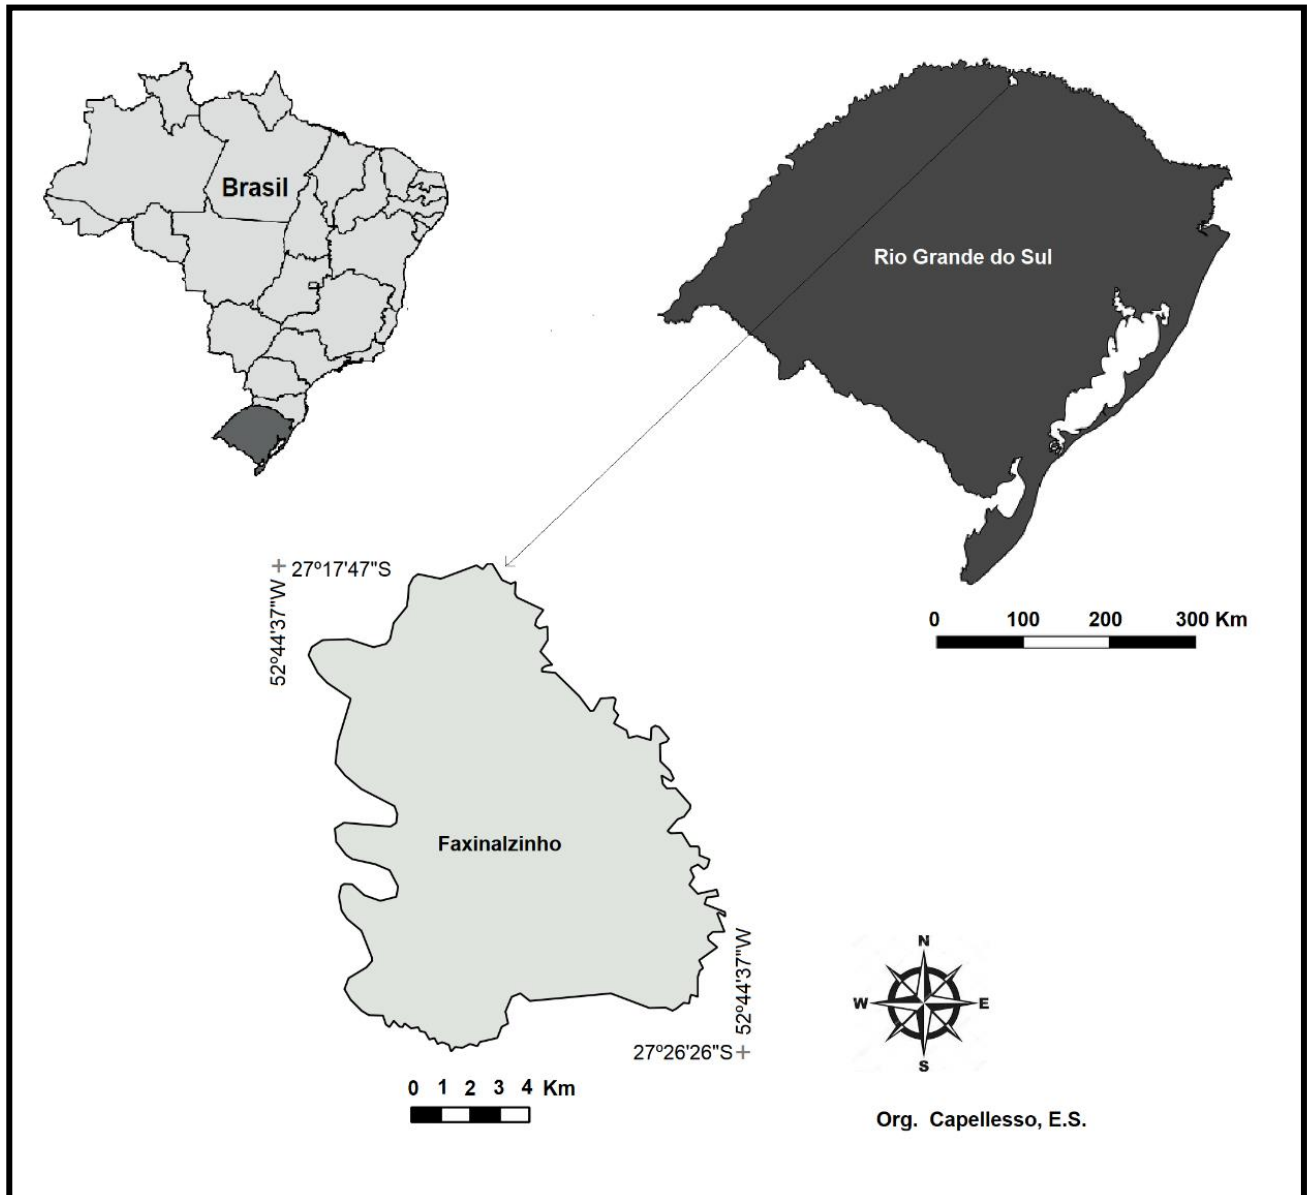 Brasil
Rio Grande do Sul
27º17'47"S
52º44'37"W
0 100 200 300 Km
Faxinalzinho
52º44'37"W
27º26'26"S
N
W E
S
0 1 2 3 4 Km
Org. Capellesso, E.S.